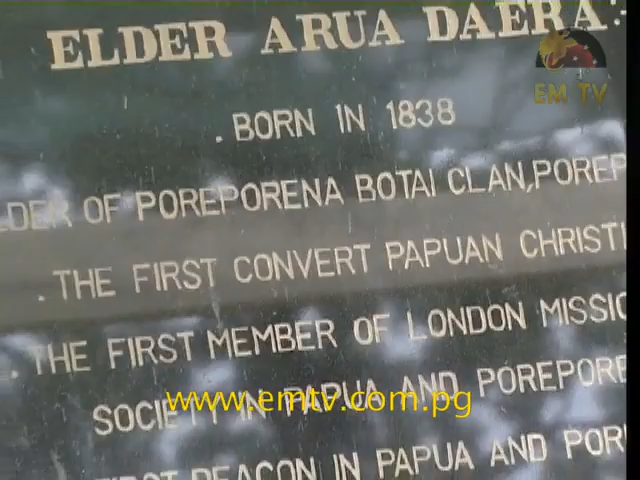 ELDER ARUA DAERA
EM TV
. BORN IN 1838
OF POREPORENA BOTAI CLAN,POREP
. THE FIRST CONVERT PAPUAN CHRISTI
. THE FIRST MEMBER OF LONDON MISSIO
SOCIETY IN PAPUA AND POREPORE
www.emtv.com.pg
FIRST DEACON IN PAPUA AND POR